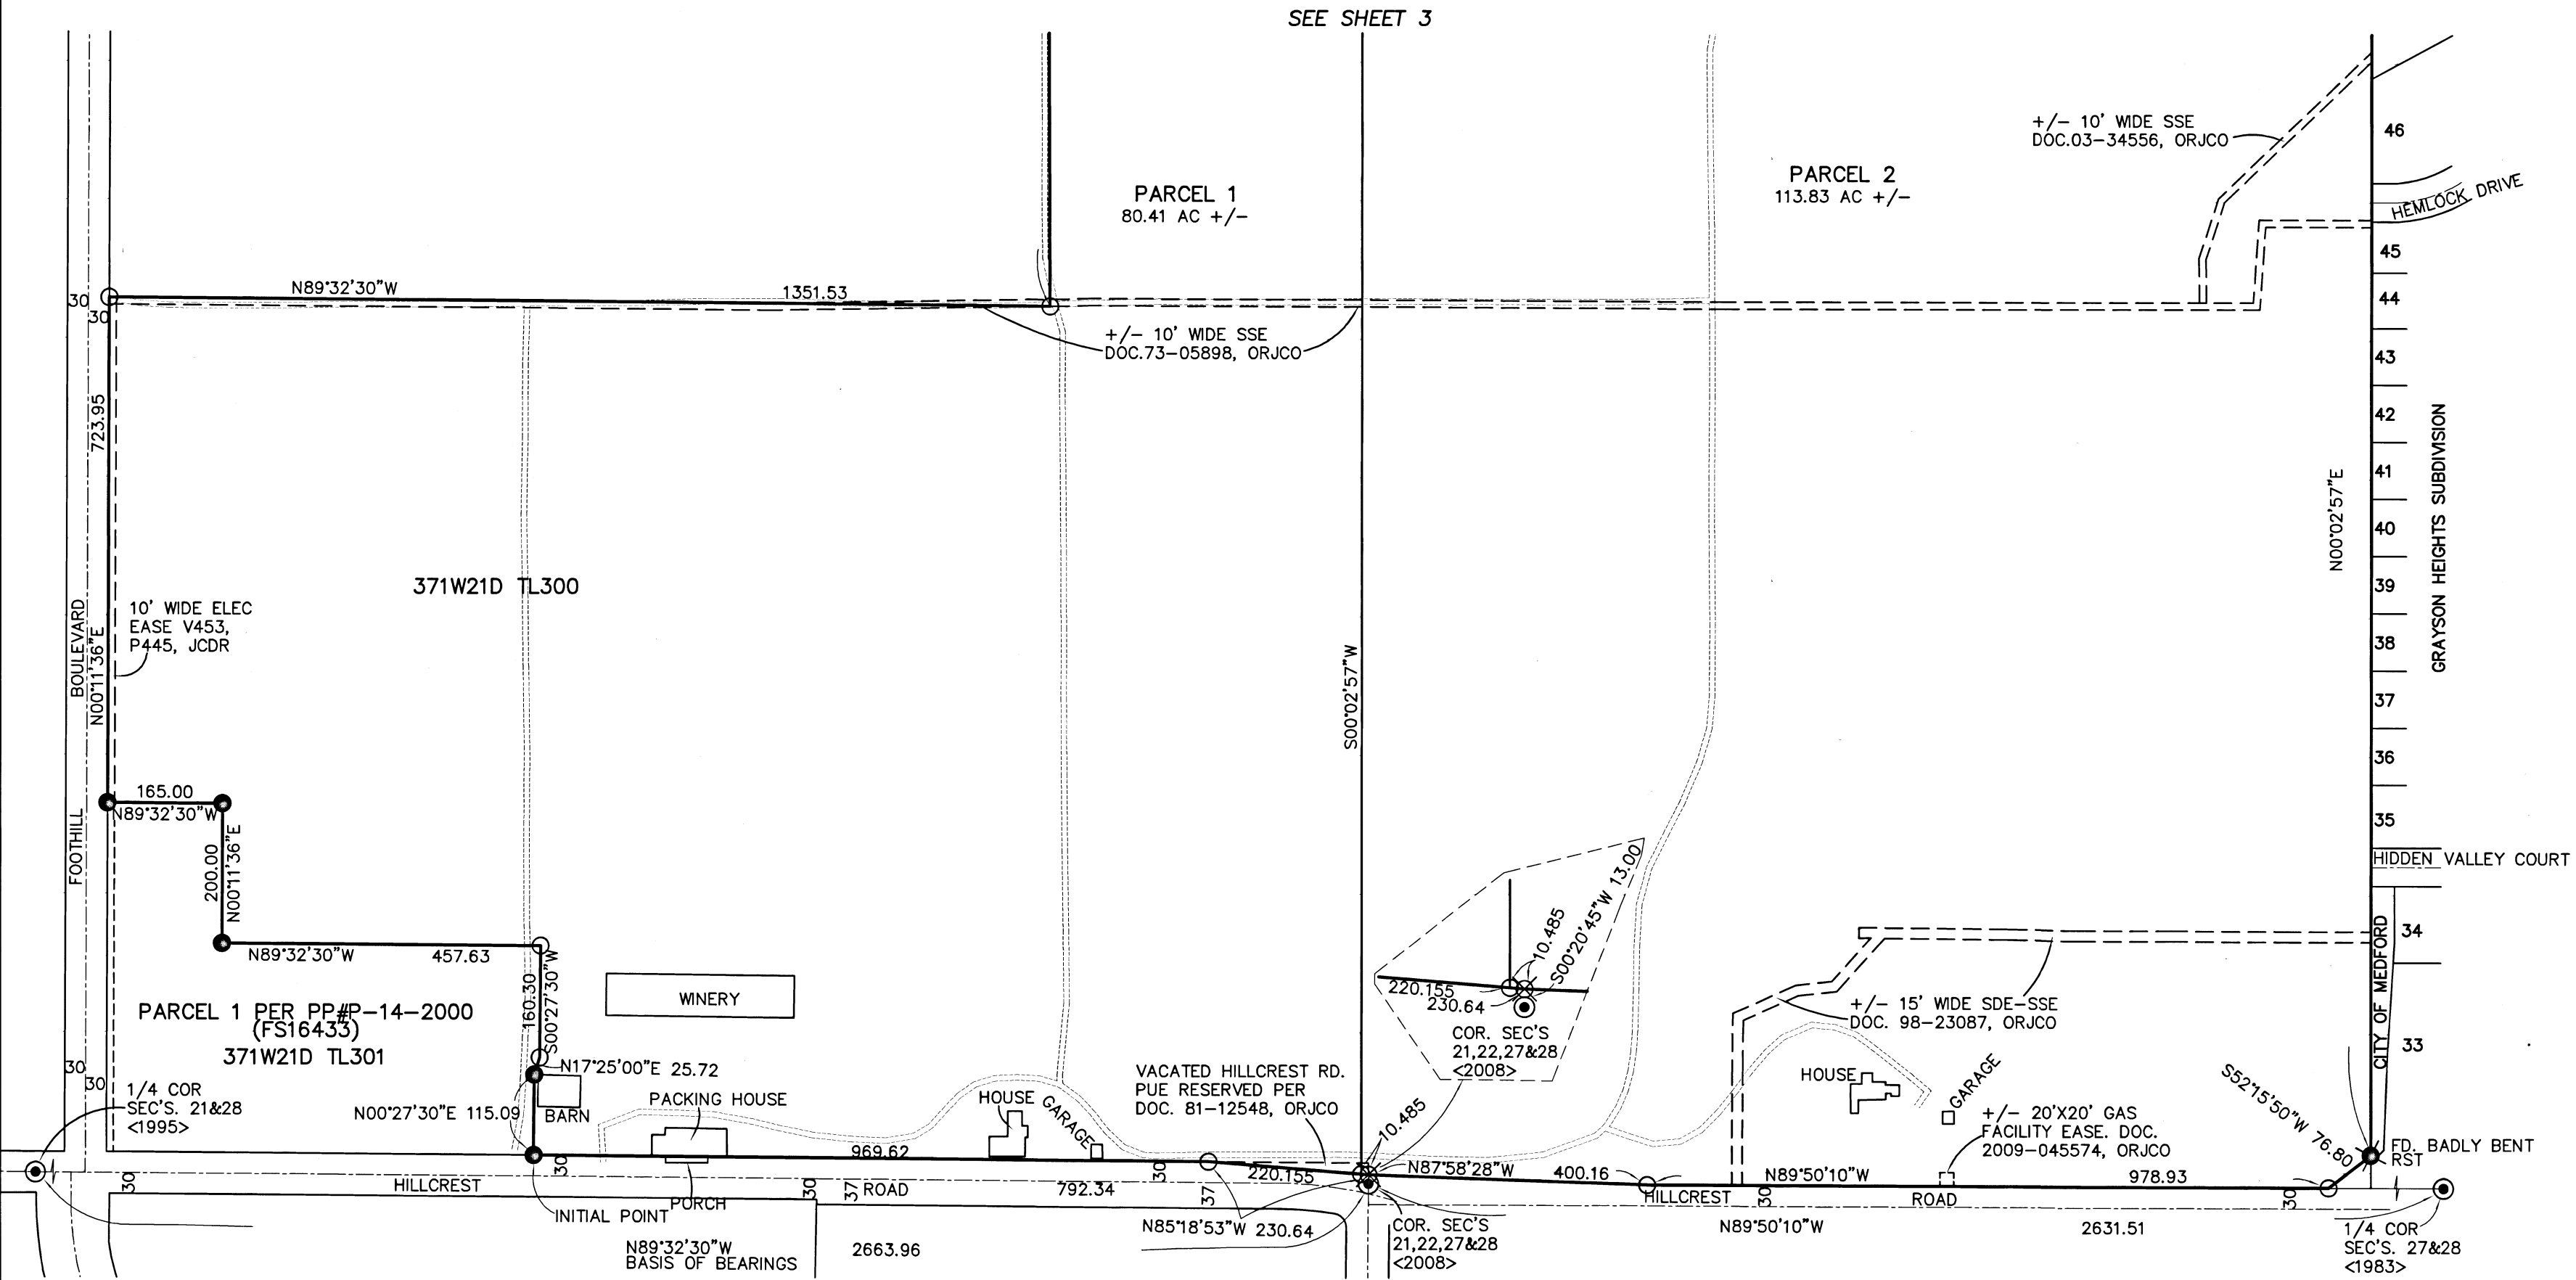 SEE SHEET 3
+/- 10' WIDE SSE
DOC.03-34556, ORJCO
46
HEMLOCK DRIVE
PARCEL 1
80.41 AC +/-
PARCEL 2
113.83 AC +/-
45
44
43
42
41
40
39
38
37
36
35
N89°32'30"W
1351.53
30
30
+/- 10' WIDE SSE
DOC.73-05898, ORJCO
723.95
N00°11'36"E
BOULEVARD
FOOTHILL
10' WIDE ELEC
EASE V453,
P445, JCDR
371W21D TL300
S00°02'57"W
N00°02'57"E
GRAYSON HEIGHTS SUBDIVISION
165.00
N89°32'30"W
200.00
N00°11'36"E
N89°32'30"W
457.63
160.30
S00°27'30"W
WINERY
PARCEL 1 PER PP#P-14-2000
(FS16433)
371W21D TL301
30
30
1/4 COR
SEC'S. 21&28
<1995>
N17°25'00"E 25.72
N00°27'30"E 115.09
BARN
PACKING HOUSE
HOUSE
GARAGE
PORCH
INITIAL POINT
VACATED HILLCREST RD.
PUE RESERVED PER
DOC. 81-12548, ORJCO
10.485
S00°20'45"W 13.00
220.155
230.64
COR. SEC'S
21,22,27&28
<2008>
10.485
HIDDEN VALLEY COURT
34
CITY OF MEDFORD
33
+/- 15' WIDE SDE-SSE
DOC. 98-23087, ORJCO
HOUSE
GARAGE
+/- 20'X20' GAS
FACILITY EASE. DOC.
2009-045574, ORJCO
S52°15'50"W 76.80
FD. BADLY BENT
RST
30
HILLCREST
30
30
37
ROAD
969.62
792.34
30
37
220.155
N87°58'28"W
400.16
N89°50'10"W
978.93
HILLCREST
30
ROAD
30
N89°32'30"W
BASIS OF BEARINGS
2663.96
N85°18'53"W 230.64
COR. SEC'S
21,22,27&28
<2008>
N89°50'10"W
2631.51
1/4 COR
SEC'S. 27&28
<1983>